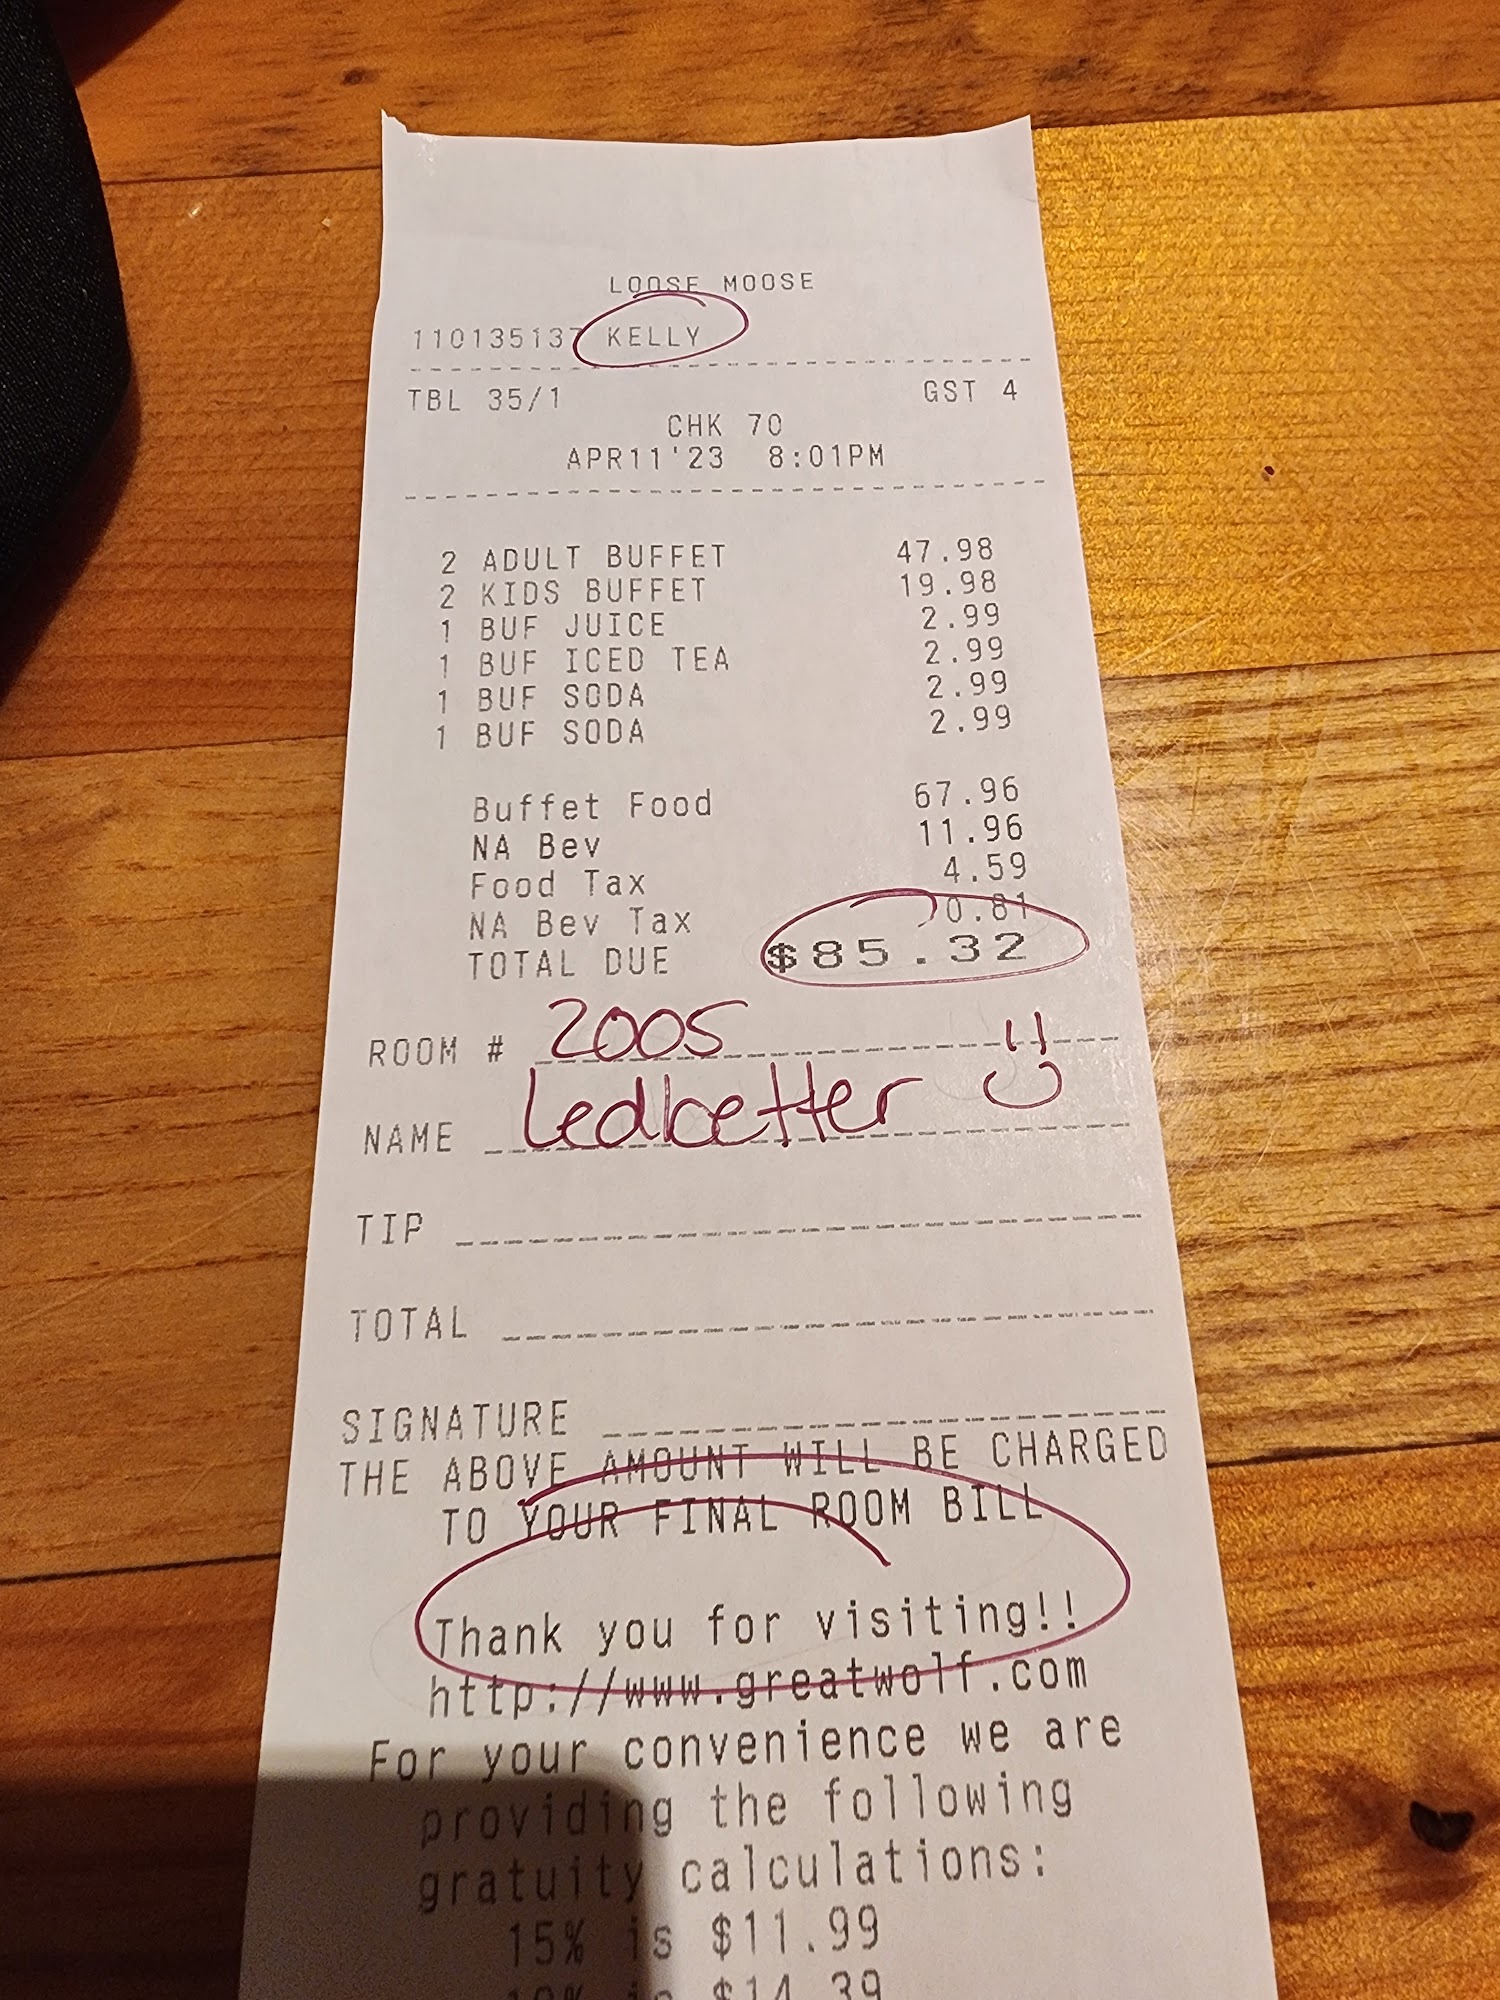 LOOSE MOOSE
110135137 KELLY
TBL 35/1 GST 4
CHK 70
APR11'23 8:01PM
2 ADULT BUFFET 47.98
2 KIDS BUFFET 19.98
1 BUF JUICE 2.99
1 BUF ICED TEA 2.99
1 BUF SODA 2.99
1 BUF SODA 2.99
Buffet Food 67.96
NA Bev 11.96
Food Tax 4.59
NA Bev Tax 0.81
TOTAL DUE $85.32
ROOM # 2005
NAME Ledbetter
TIP
TOTAL
SIGNATURE
THE ABOVE AMOUNT WILL BE CHARGED
TO YOUR FINAL ROOM BILL
Thank you for visiting!!
http://www.greatwolf.com
For your convenience we are
providing the following
gratuity calculations:
15% is $11.99
is $14.39